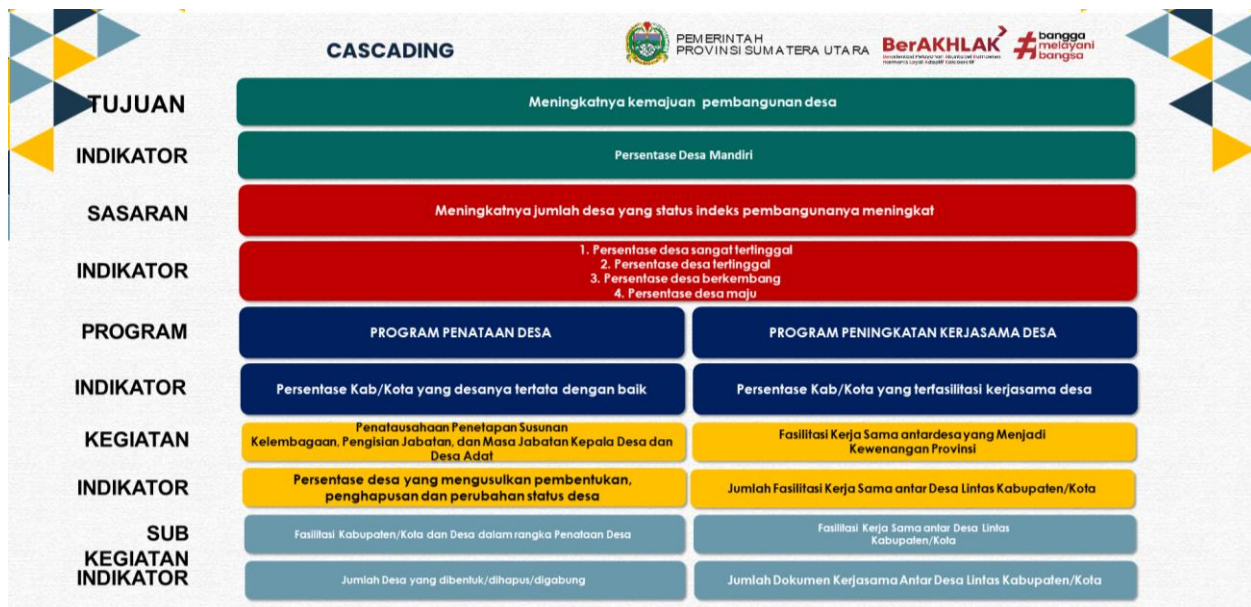 CASCADING
PEMERINTAH
PROVINSI SUMATERA UTARA
BerAKHLAK
#bangga
melayani
bangsa
TUJUAN
Meningkatnya kemajuan pembangunan desa
INDIKATOR
Persentase Desa Mandiri
SASARAN
Meningkatnya jumlah desa yang status indeks pembangunanya meningkat
INDIKATOR
1. Persentase desa sangat tertinggal
2. Persentase desa tertinggal
3. Persentase desa berkembang
4. Persentase desa maju
PROGRAM
PROGRAM PENATAAN DESA
PROGRAM PENINGKATAN KERJASAMA DESA
INDIKATOR
Persentase Kab/Kota yang desanya tertata dengan baik
Persentase Kab/Kota yang terfasilitasi kerjasama desa
KEGIATAN
Penatausahaan Penetapan Susunan
Kelembagaan, Pengisian Jabatan, dan Masa Jabatan Kepala Desa dan
Desa Adat
Fasilitasi Kerja Sama antardesa yang Menjadi
Kewenangan Provinsi
INDIKATOR
Persentase desa yang mengusulkan pembentukan,
penghapusan dan perubahan status desa
Jumlah Fasilitasi Kerja Sama antar Desa Lintas Kabupaten/Kota
SUB
KEGIATAN
Fasilitasi Kabupaten/Kota dan Desa dalam rangka Penataan Desa
Fasilitasi Kerja Sama antar Desa Lintas
Kabupaten/Kota
INDIKATOR
Jumlah Desa yang dibentuk/dihapus/digabung
Jumlah Dokumen Kerjasama Antar Desa Lintas Kabupaten/Kota